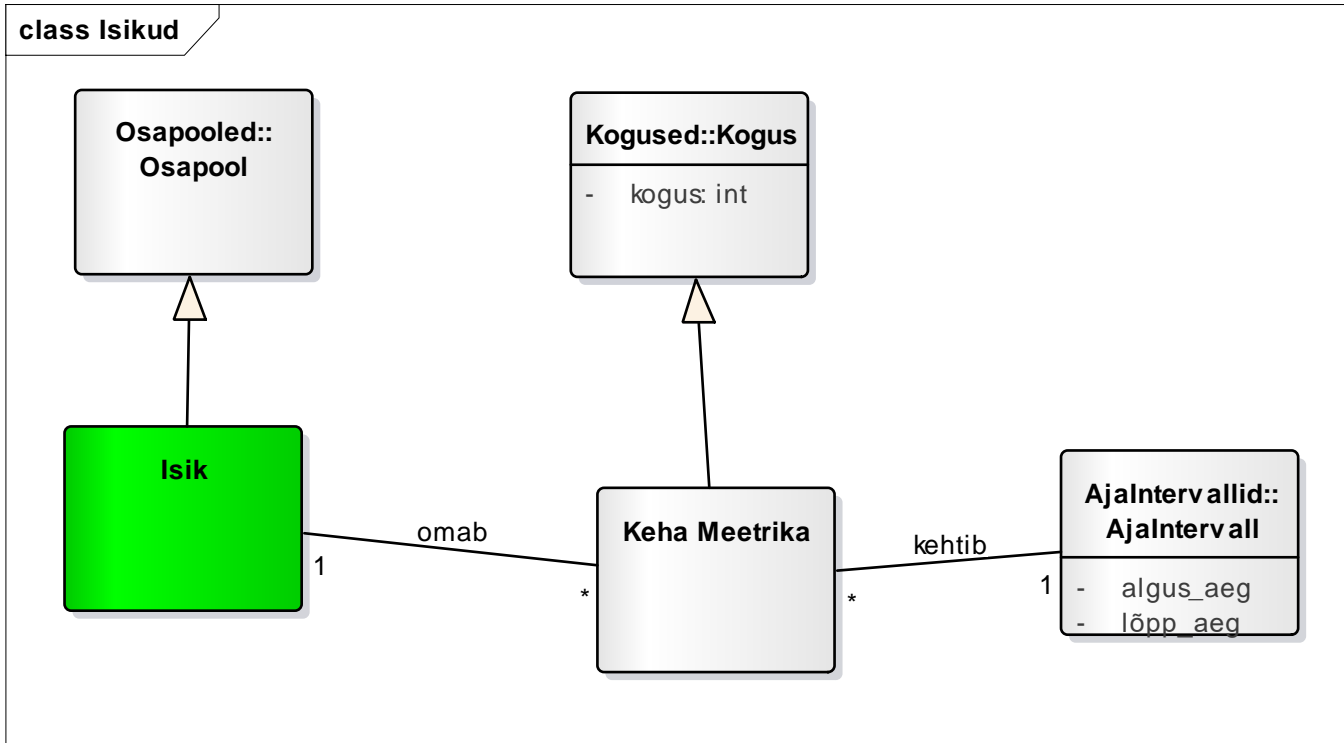 class Isikud
Osapooled::
Osapool
Kogused::Kogus
- kogus: int
Isik
omab
1
*
Keha Meetrika
kehtib
*
1
AjaIntervallid::
AjaIntervall
- algus_aeg
- lõpp_aeg